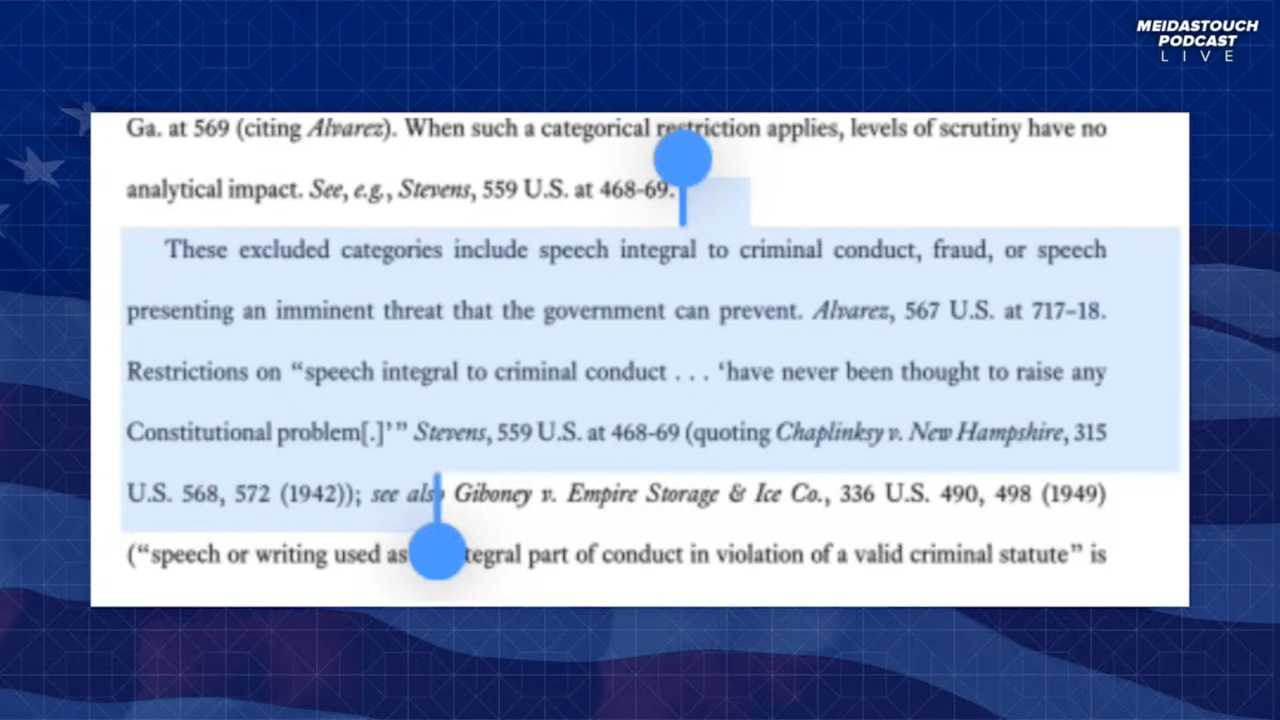 MEIDASTOUCH
PODCAST
LIVE
Ga. at 569 (citing Alvarez). When such a categorical restriction applies, levels of scrutiny have no
analytical impact. See, e.g., Stevens, 559 U.S. at 468-69.
These excluded categories include speech integral to criminal conduct, fraud, or speech
presenting an imminent threat that the government can prevent. Alvarez, 567 U.S. at 717–18.
Restrictions on “speech integral to criminal conduct . . . ‘have never been thought to raise any
Constitutional problem[.]’” Stevens, 559 U.S. at 468-69 (quoting Chaplinksy v. New Hampshire, 315
U.S. 568, 572 (1942)); see also Giboney v. Empire Storage & Ice Co., 336 U.S. 490, 498 (1949)
(“speech or writing used as part of conduct in violation of a valid criminal statute” is